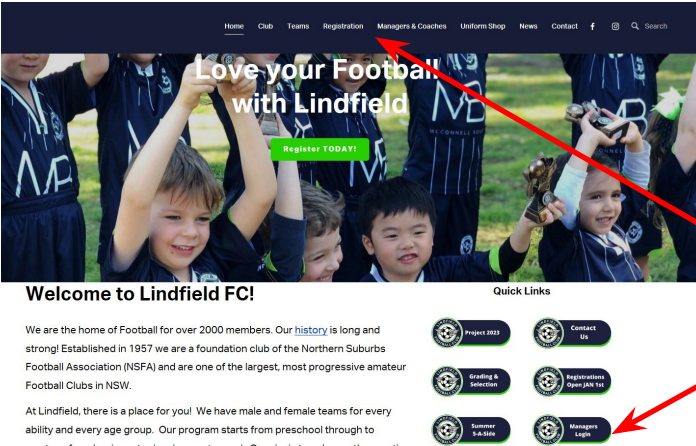 Home Club Teams Registration Managers & Coaches Uniform Shop News Contact f Search
Love your Football
with Lindfield
Register TODAY!
Welcome to Lindfield FC!
We are the home of Football for over 2000 members. Our history is long and
strong! Established in 1957 we are a foundation club of the Northern Suburbs
Football Association (NSFA) and are one of the largest, most progressive amateur
Football Clubs in NSW.
At Lindfield, there is a place for you! We have male and female teams for every
ability and every age group. Our program starts from preschool through to
Quick Links
Project 2023
Contact
Us
Grading &
Selection
Registrations
Open JAN 1st
Summer
5-A-Side
Managers
Login